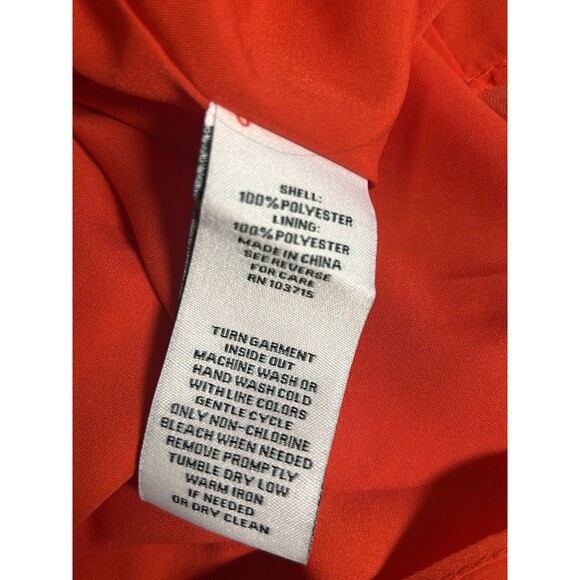 SHELL:
100% POLYESTER
LINING:
100% POLYESTER
MADE IN CHINA
SEE REVERSE
FOR CARE
RN 103715
TURN GARMENT
INSIDE OUT
MACHINE WASH OR
HAND WASH COLD
WITH LIKE COLORS
GENTLE CYCLE
ONLY NON-CHLORINE
BLEACH WHEN NEEDED
REMOVE PROMPTLY
TUMBLE DRY LOW
WARM IRON
IF NEEDED
OR DRY CLEAN